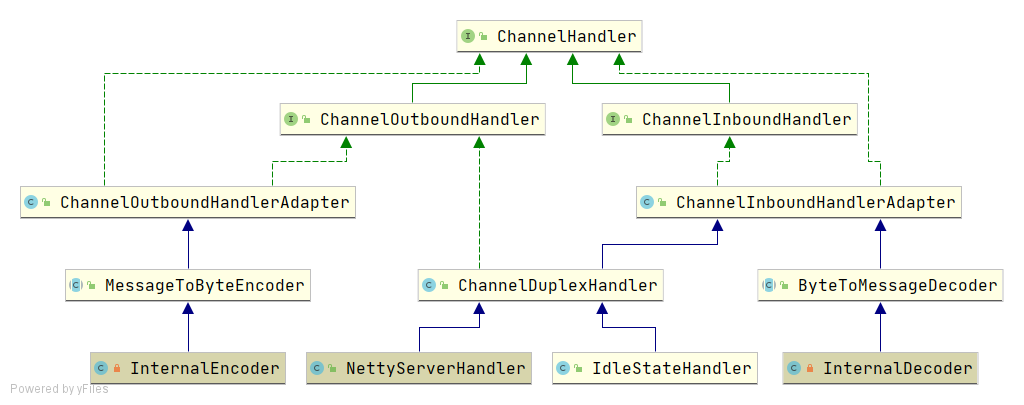 ChannelHandler
ChannelOutboundHandler
ChannelInboundHandler
ChannelOutboundHandlerAdapter
ChannelInboundHandlerAdapter
MessageToByteEncoder
ChannelDuplexHandler
ByteToMessageDecoder
InternalEncoder
NettyServerHandler
IdleStateHandler
InternalDecoder
Powered by yFiles